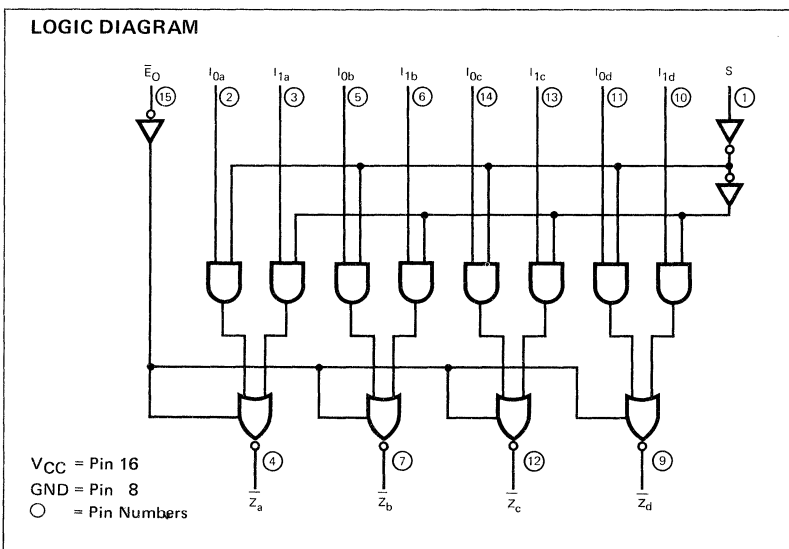 LOGIC DIAGRAM
E̅O I0a I1a I0b I1b I0c I1c I0d I1d S
15 2 3 5 6 14 13 11 10 1
4 7 12 9
Z̅a Z̅b Z̅c Z̅d
VCC = Pin 16
GND = Pin 8
○ = Pin Numbers